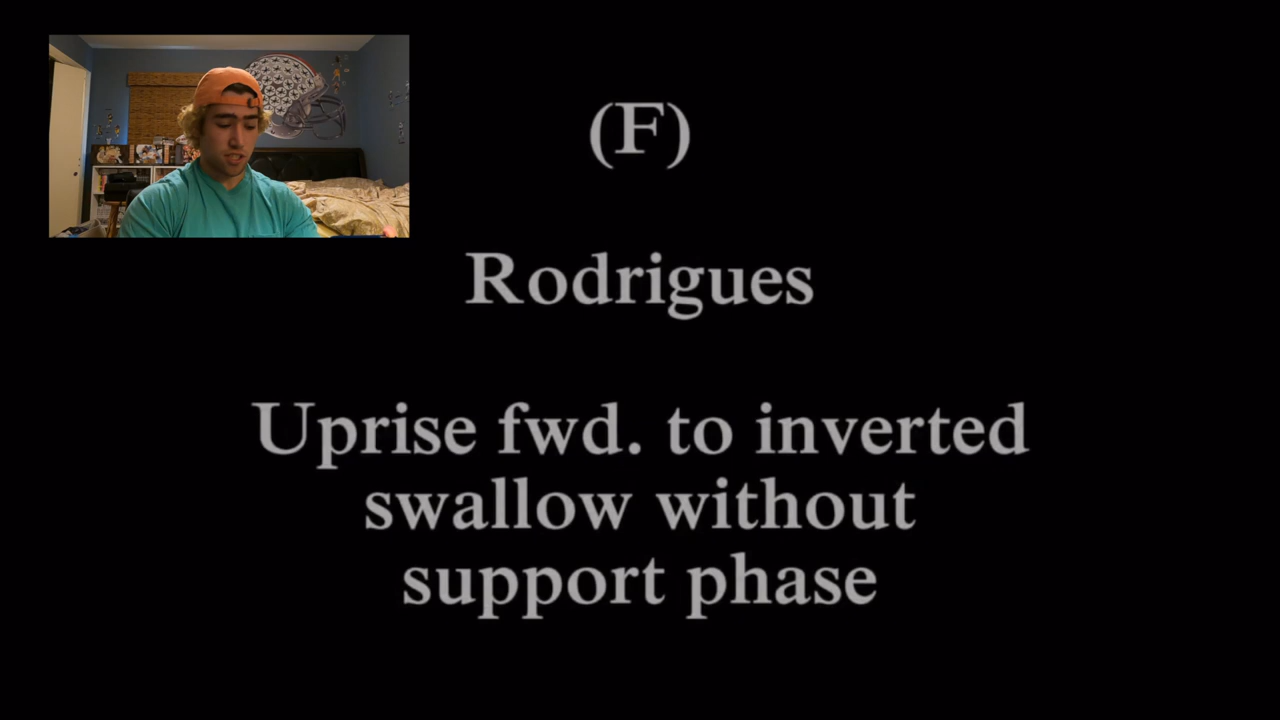 (F)
Rodrigues
Uprise fwd. to inverted
swallow without
support phase